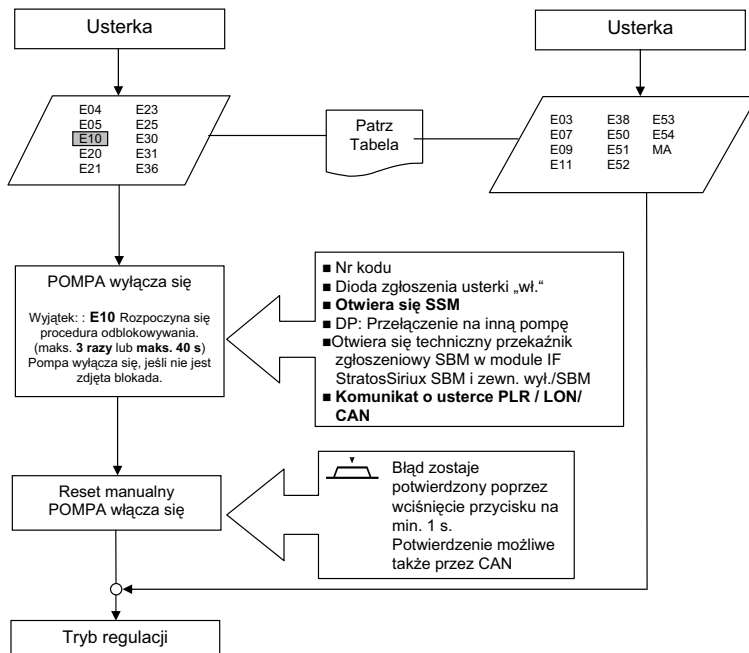 Usterka
Usterka
E04 E23
E05 E25
E10 E30
E20 E31
E21 E36
Patrz
Tabela
E03 E38 E53
E07 E50 E54
E09 E51 MA
E11 E52
POMPA wyłącza się
Wyjątek: : E10 Rozpoczyna się
procedura odblokowywania.
(maks. 3 razy lub maks. 40 s)
Pompa wyłącza się, jeśli nie jest
zdjęta blokada.
■ Nr kodu
■ Dioda zgłoszenia usterki „wł.“
■ Otwiera się SSM
■ DP: Przełączenie na inną pompę
■Otwiera się techniczny przekaźnik
zgłoszeniowy SBM w module IF
StratosSiriux SBM i zewn. wył./SBM
■ Komunikat o usterce PLR / LON/
CAN
Reset manualny
POMPA włącza się
Błąd zostaje
potwierdzony poprzez
wciśnięcie przycisku na
min. 1 s.
Potwierdzenie możliwe
także przez CAN
Tryb regulacji